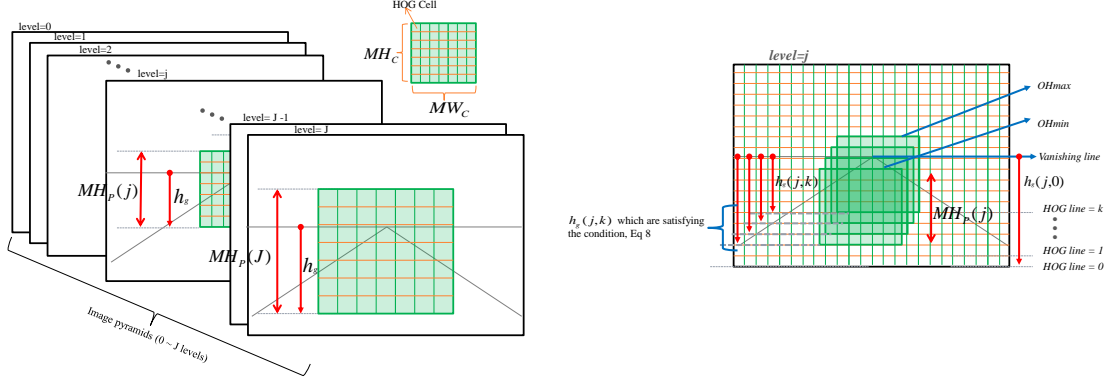 HOG Cell
level=0
level=1
level=2
level=j
MH_C
MW_C
level= J -1
level= J
MH_P(j)
h_g
MH_P(J)
h_g
Image pyramids (0 ~ J levels)
level=j
OHmax
OHmin
Vanishing line
h_g(j,k)
h_g(j,0)
MH_P(j)
HOG line = k
h_g(j,k) which are satisfying
the condition, Eq 8
HOG line = 1
HOG line = 0